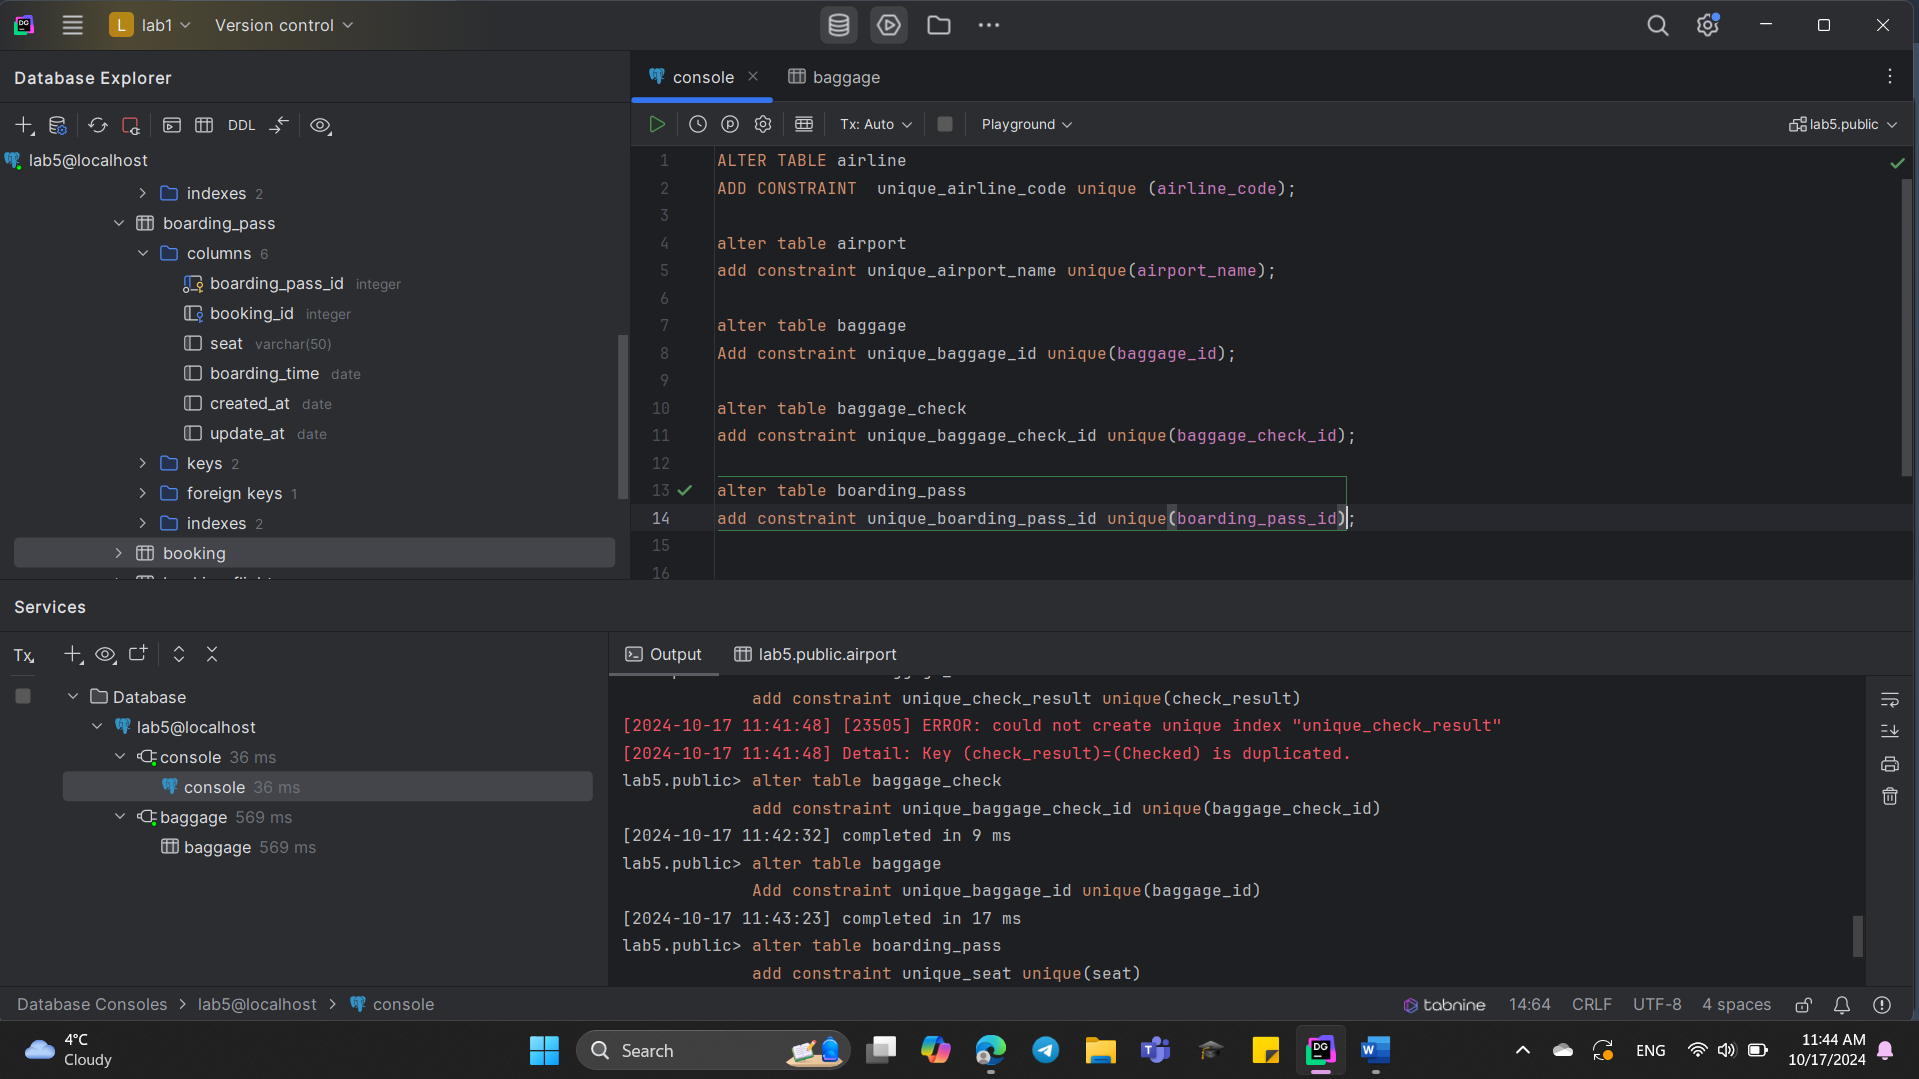 L lab1 Version control
Database Explorer
console
baggage
DDL
Tx: Auto
Playground
lab5.public
lab5@localhost
indexes 2
boarding_pass
columns 6
boarding_pass_id integer
booking_id integer
seat varchar(50)
boarding_time date
created_at date
update_at date
keys 2
foreign keys 1
indexes 2
booking
1 ALTER TABLE airline
2 ADD CONSTRAINT  unique_airline_code unique (airline_code);
3
4 alter table airport
5 add constraint unique_airport_name unique(airport_name);
6
7 alter table baggage
8 Add constraint unique_baggage_id unique(baggage_id);
9
10 alter table baggage_check
11 add constraint unique_baggage_check_id unique(baggage_check_id);
12
13 alter table boarding_pass
14 add constraint unique_boarding_pass_id unique(boarding_pass_id);
15
16
Services
Tx
Database
lab5@localhost
console 36 ms
console 36 ms
baggage 569 ms
baggage 569 ms
Output
lab5.public.airport
add constraint unique_check_result unique(check_result)
[2024-10-17 11:41:48] [23505] ERROR: could not create unique index "unique_check_result"
[2024-10-17 11:41:48] Detail: Key (check_result)=(Checked) is duplicated.
lab5.public> alter table baggage_check
add constraint unique_baggage_check_id unique(baggage_check_id)
[2024-10-17 11:42:32] completed in 9 ms
lab5.public> alter table baggage
Add constraint unique_baggage_id unique(baggage_id)
[2024-10-17 11:43:23] completed in 17 ms
lab5.public> alter table boarding_pass
add constraint unique_seat unique(seat)
Database Consoles > lab5@localhost > console
tabnine 14:64 CRLF UTF-8 4 spaces
4°C
Cloudy
Search
ENG
11:44 AM
10/17/2024